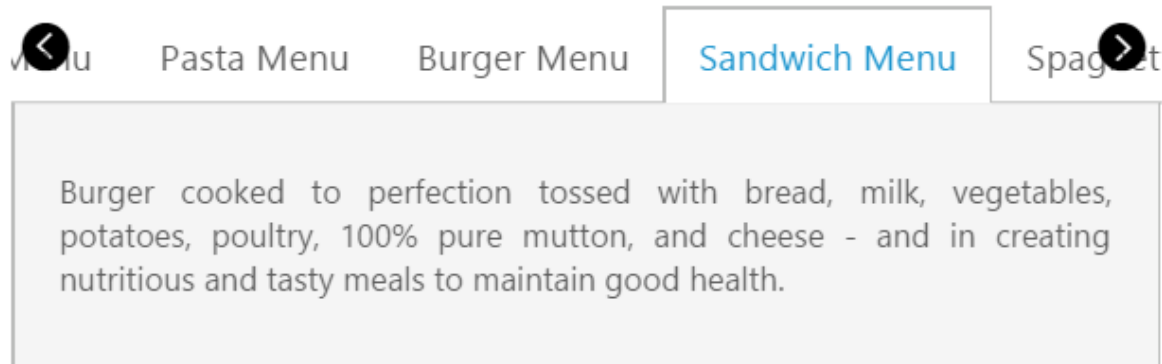 Pasta Menu Burger Menu Sandwich Menu
Burger cooked to perfection tossed with bread, milk, vegetables,
potatoes, poultry, 100% pure mutton, and cheese - and in creating
nutritious and tasty meals to maintain good health.